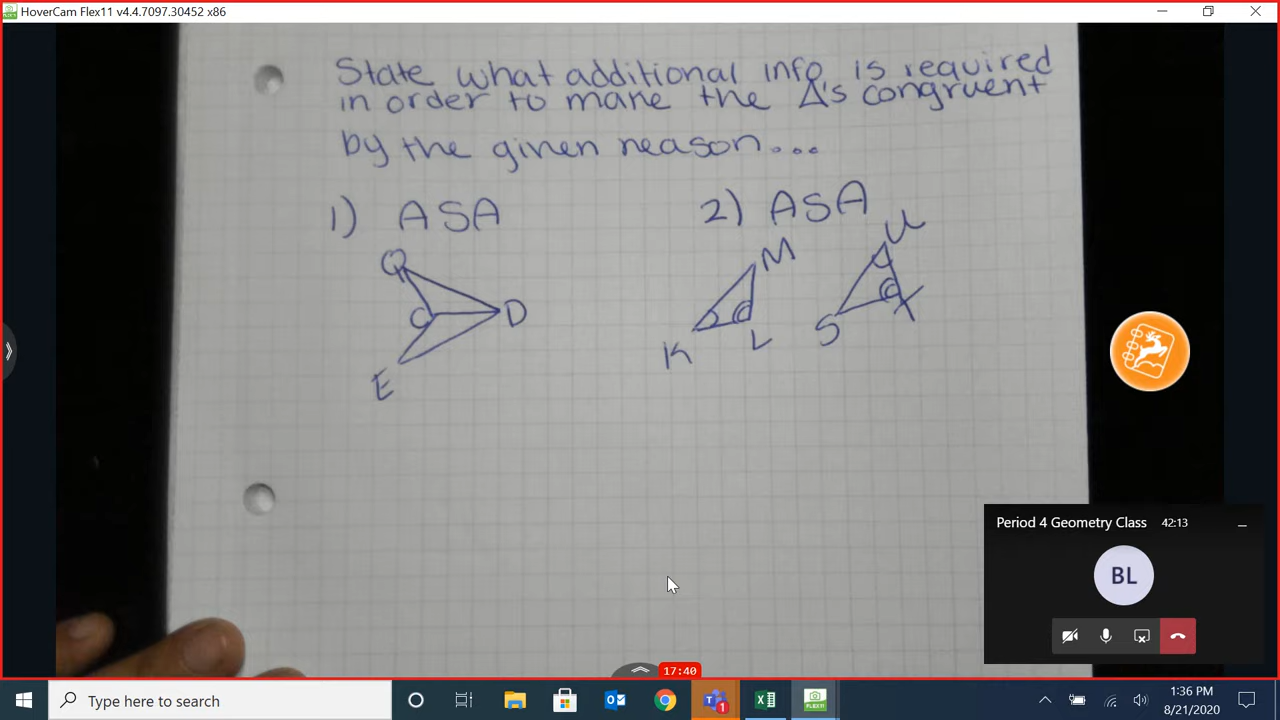 HoverCam Flex11 v4.4.7097.30452 x86
State what additional info. is required
in order to make the Δ's congruent
by the given reason...
1) ASA
2) ASA
Q
C
D
E
M
K
L
U
S
T
Period 4 Geometry Class 42:13
BL
17:40
Type here to search
1
FLEX11
1:36 PM
8/21/2020